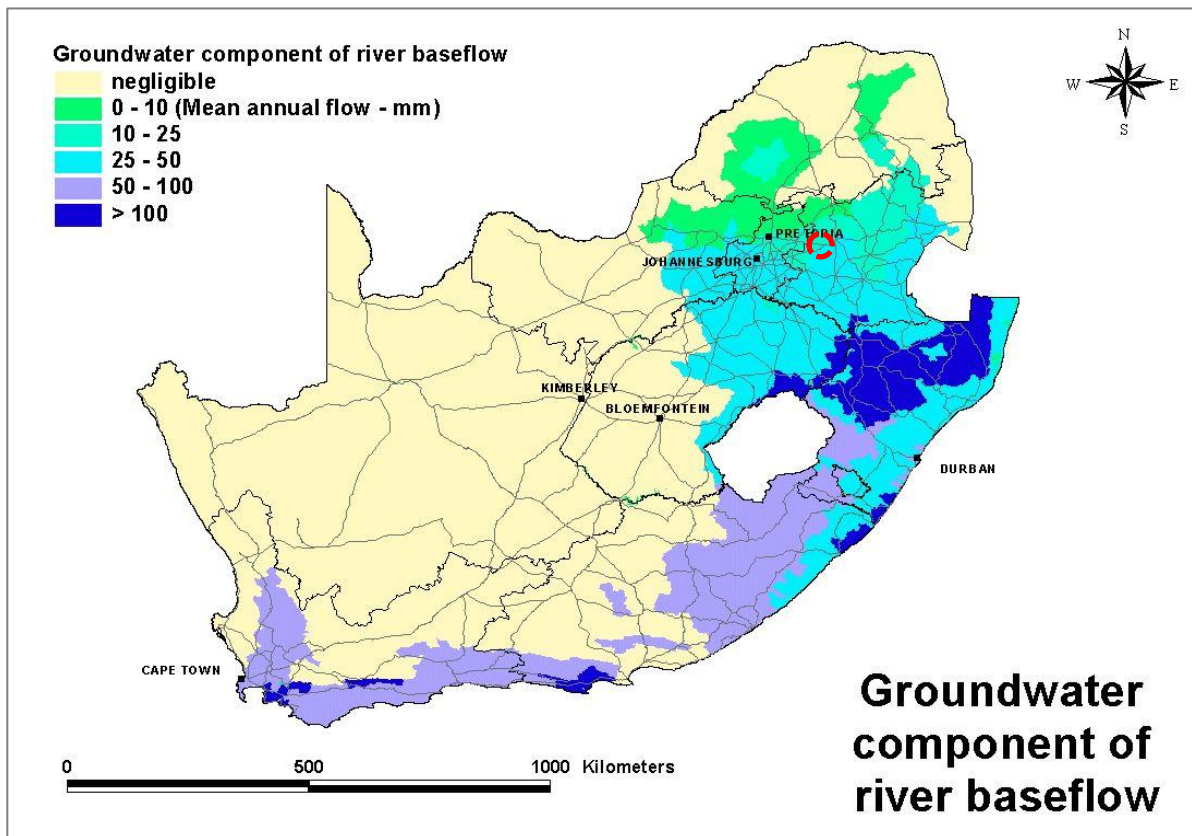 Groundwater component of river baseflow
negligible
0 - 10 (Mean annual flow - mm)
10 - 25
25 - 50
50 - 100
> 100
N
W E
S
PRETORIA
JOHANNESBURG
KIMBERLEY
BLOEMFONTEIN
DURBAN
CAPE TOWN
0 500 1000 Kilometers
Groundwater
component of
river baseflow